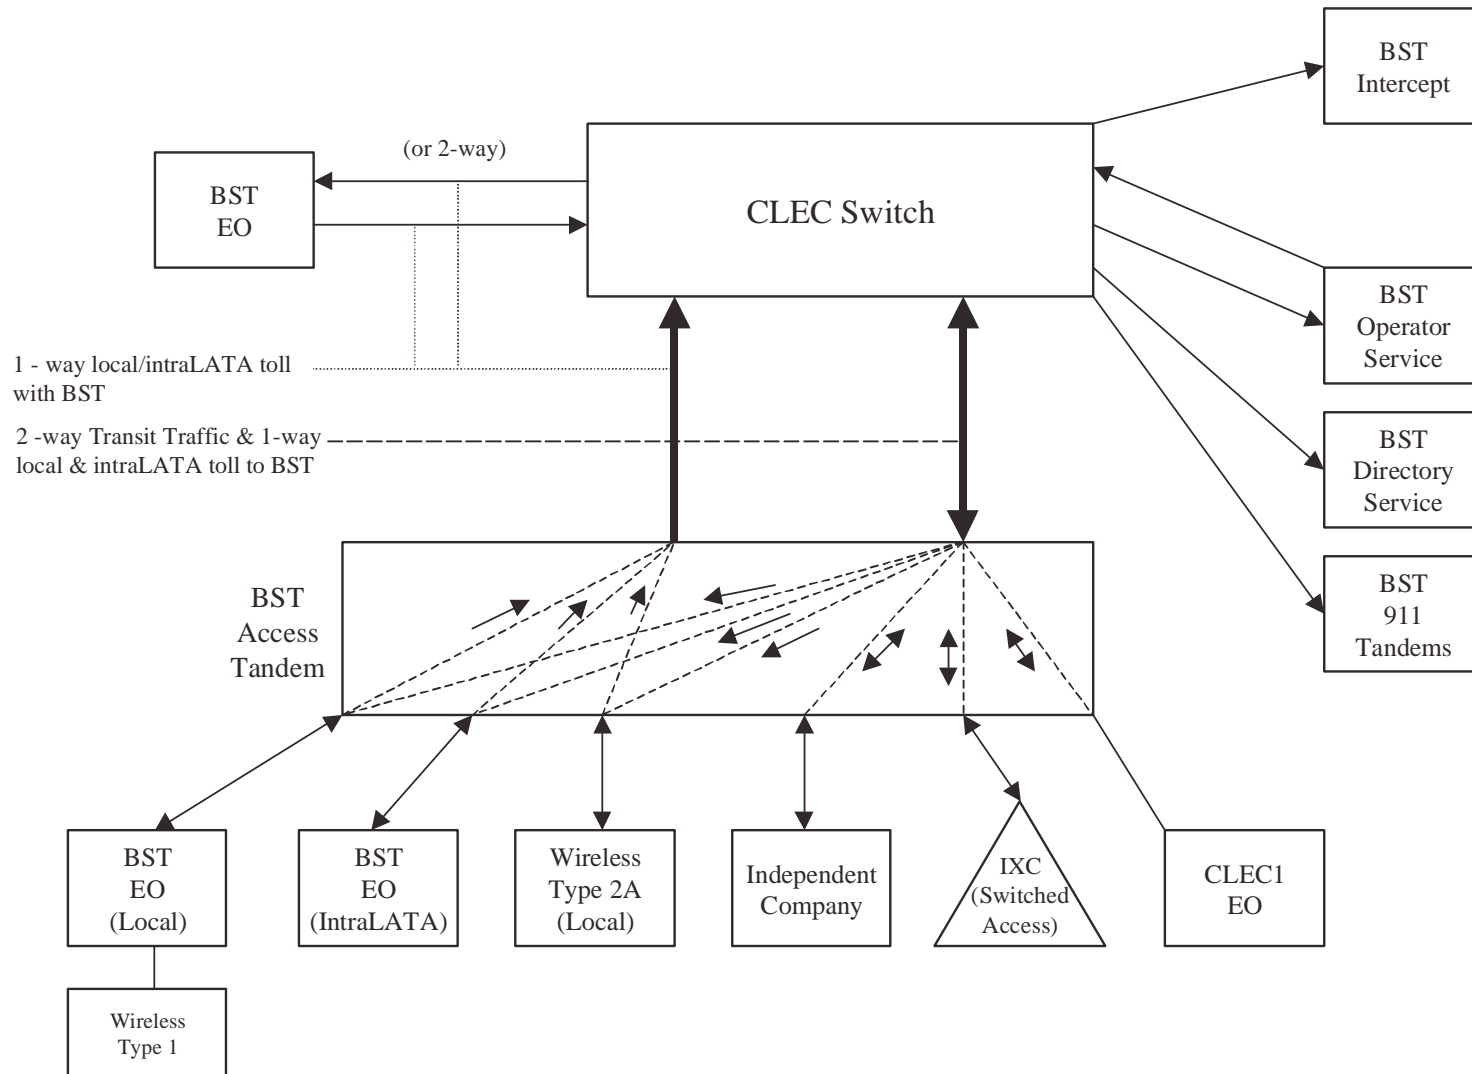 BST
Intercept
(or 2-way)
BST
EO
CLEC Switch
BST
Operator
Service
1 - way local/intraLATA toll
with BST
2 -way Transit Traffic & 1-way
local & intraLATA toll to BST
BST
Directory
Service
BST
Access
Tandem
BST
911
Tandems
BST
EO
(Local)
BST
EO
(IntraLATA)
Wireless
Type 2A
(Local)
Independent
Company
IXC
(Switched
Access)
CLEC1
EO
Wireless
Type 1